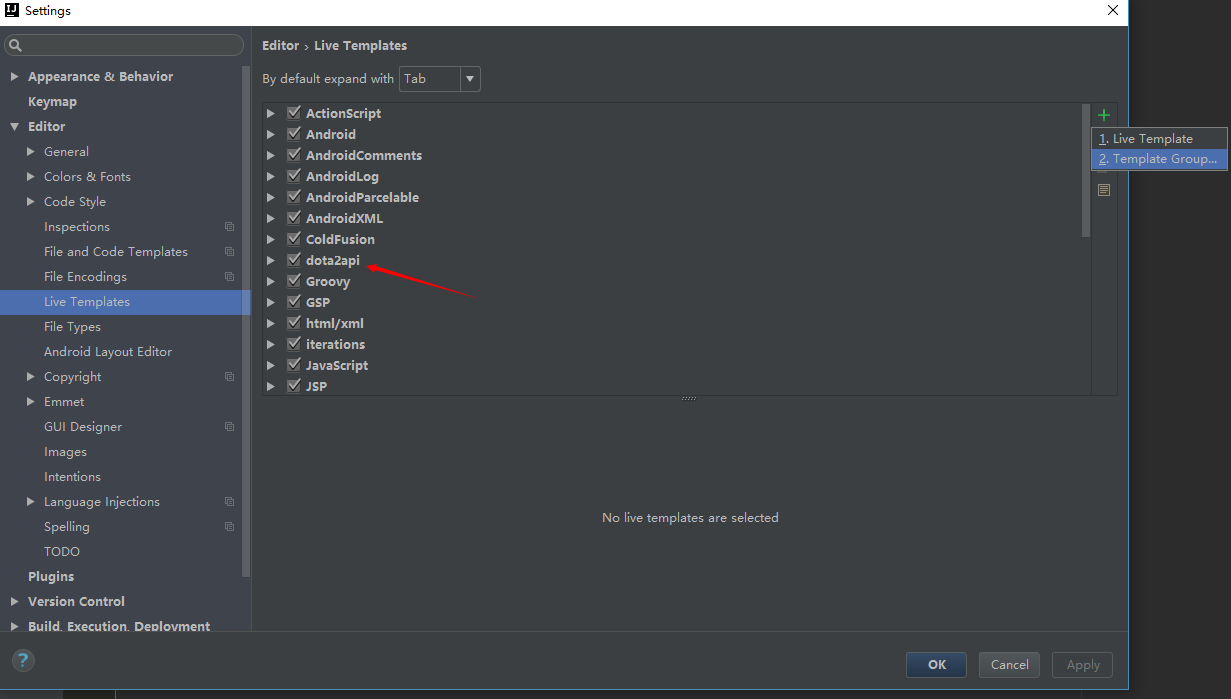 IJ Settings
Editor › Live Templates
By default expand with Tab
Appearance & Behavior
Keymap
Editor
General
Colors & Fonts
Code Style
Inspections
File and Code Templates
File Encodings
Live Templates
File Types
Android Layout Editor
Copyright
Emmet
GUI Designer
Images
Intentions
Language Injections
Spelling
TODO
Plugins
Version Control
Build, Execution, Deployment
ActionScript
Android
AndroidComments
AndroidLog
AndroidParcelable
AndroidXML
ColdFusion
dota2api
Groovy
GSP
html/xml
iterations
JavaScript
JSP
1. Live Template
2. Template Group...
No live templates are selected
?
OK Cancel Apply